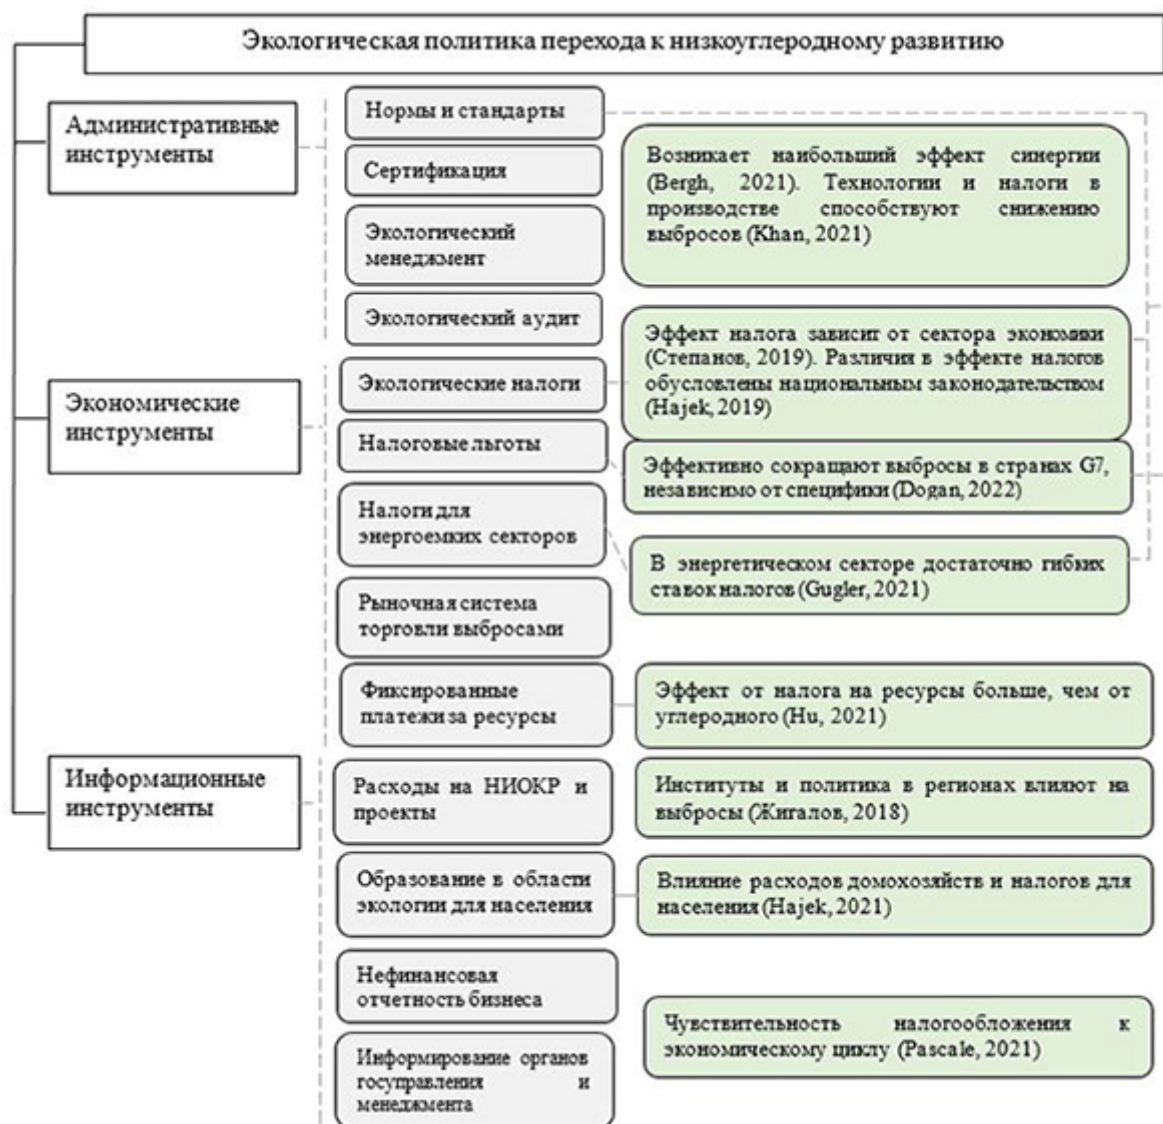 Экологическая политика перехода к низкоуглеродному развитию
Административные
инструменты
Нормы и стандарты
Сертификация
Экологический
менеджмент
Экологический аудит
Возникает наибольший эффект синергии
(Bergh, 2021). Технологии и налоги в
производстве способствуют снижению
выбросов (Khan, 2021)
Экономические
инструменты
Экологические налоги
Налоговые льготы
Налоги для
энергоемких секторов
Рыночная система
торговли выбросами
Фиксированные
платежи за ресурсы
Эффект налога зависит от сектора экономики
(Степанов, 2019). Различия в эффекте налогов
обусловлены национальным законодательством
(Hajek, 2019)
Эффективно сокращают выбросы в странах G7,
независимо от специфики (Dogan, 2022)
В энергетическом секторе достаточно гибких
ставок налогов (Gugler, 2021)
Эффект от налога на ресурсы больше, чем от
углеродного (Hu, 2021)
Информационные
инструменты
Расходы на НИОКР и
проекты
Образование в области
экологии для населения
Нефинансовая
отчетность бизнеса
Информирование органов
госуправления и
менеджмента
Институты и политика в регионах влияют на
выбросы (Жигалов, 2018)
Влияние расходов домохозяйств и налогов для
населения (Hajek, 2021)
Чувствительность налогообложения к
экономическому циклу (Pascale, 2021)